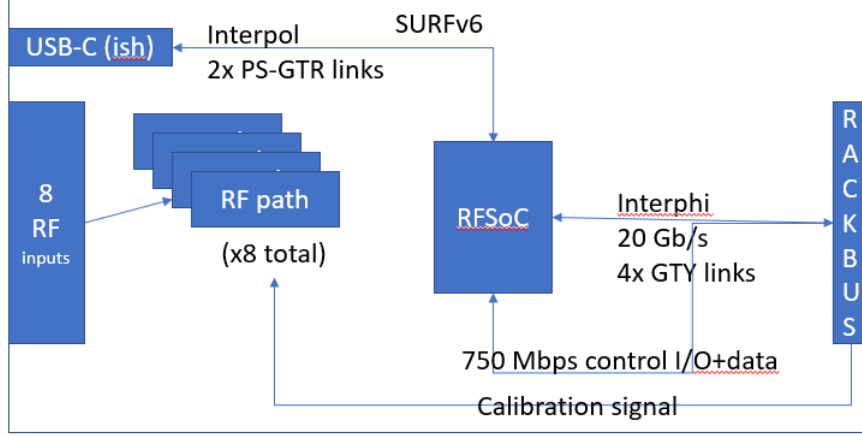 SURFv6
USB-C (ish)
Interpol
2x PS-GTR links
8
RF
inputs
RF path
(x8 total)
RFSoC
Interphi
20 Gb/s
4x GTY links
RACKBUS
750 Mbps control I/O+data
Calibration signal